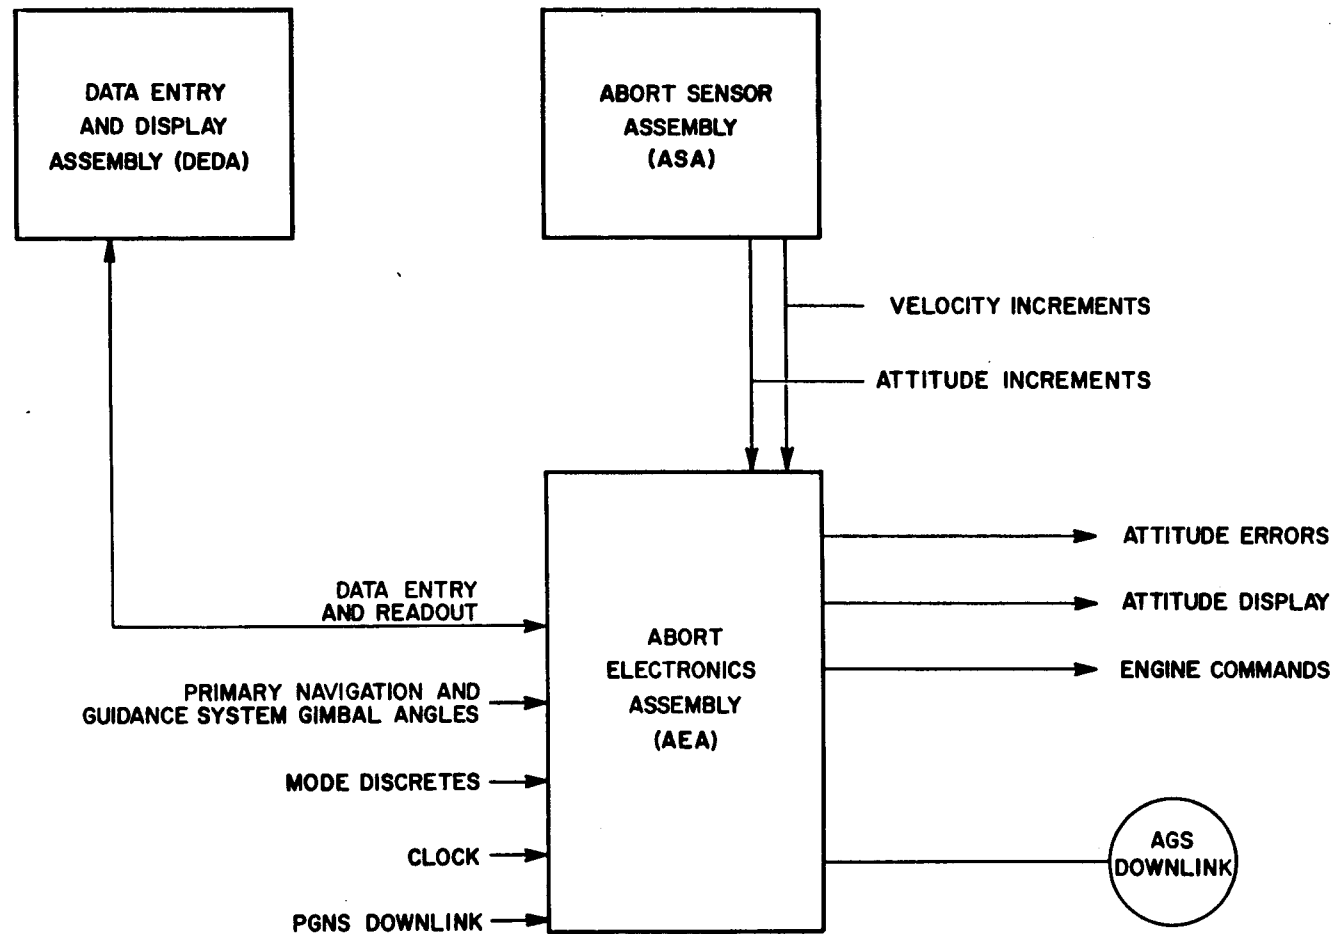 DATA ENTRY
AND DISPLAY
ASSEMBLY (DEDA)
ABORT SENSOR
ASSEMBLY
(ASA)
VELOCITY INCREMENTS
ATTITUDE INCREMENTS
DATA ENTRY
AND READOUT
PRIMARY NAVIGATION AND
GUIDANCE SYSTEM GIMBAL ANGLES
MODE DISCRETES
CLOCK
PGNS DOWNLINK
ABORT
ELECTRONICS
ASSEMBLY
(AEA)
ATTITUDE ERRORS
ATTITUDE DISPLAY
ENGINE COMMANDS
AGS
DOWNLINK